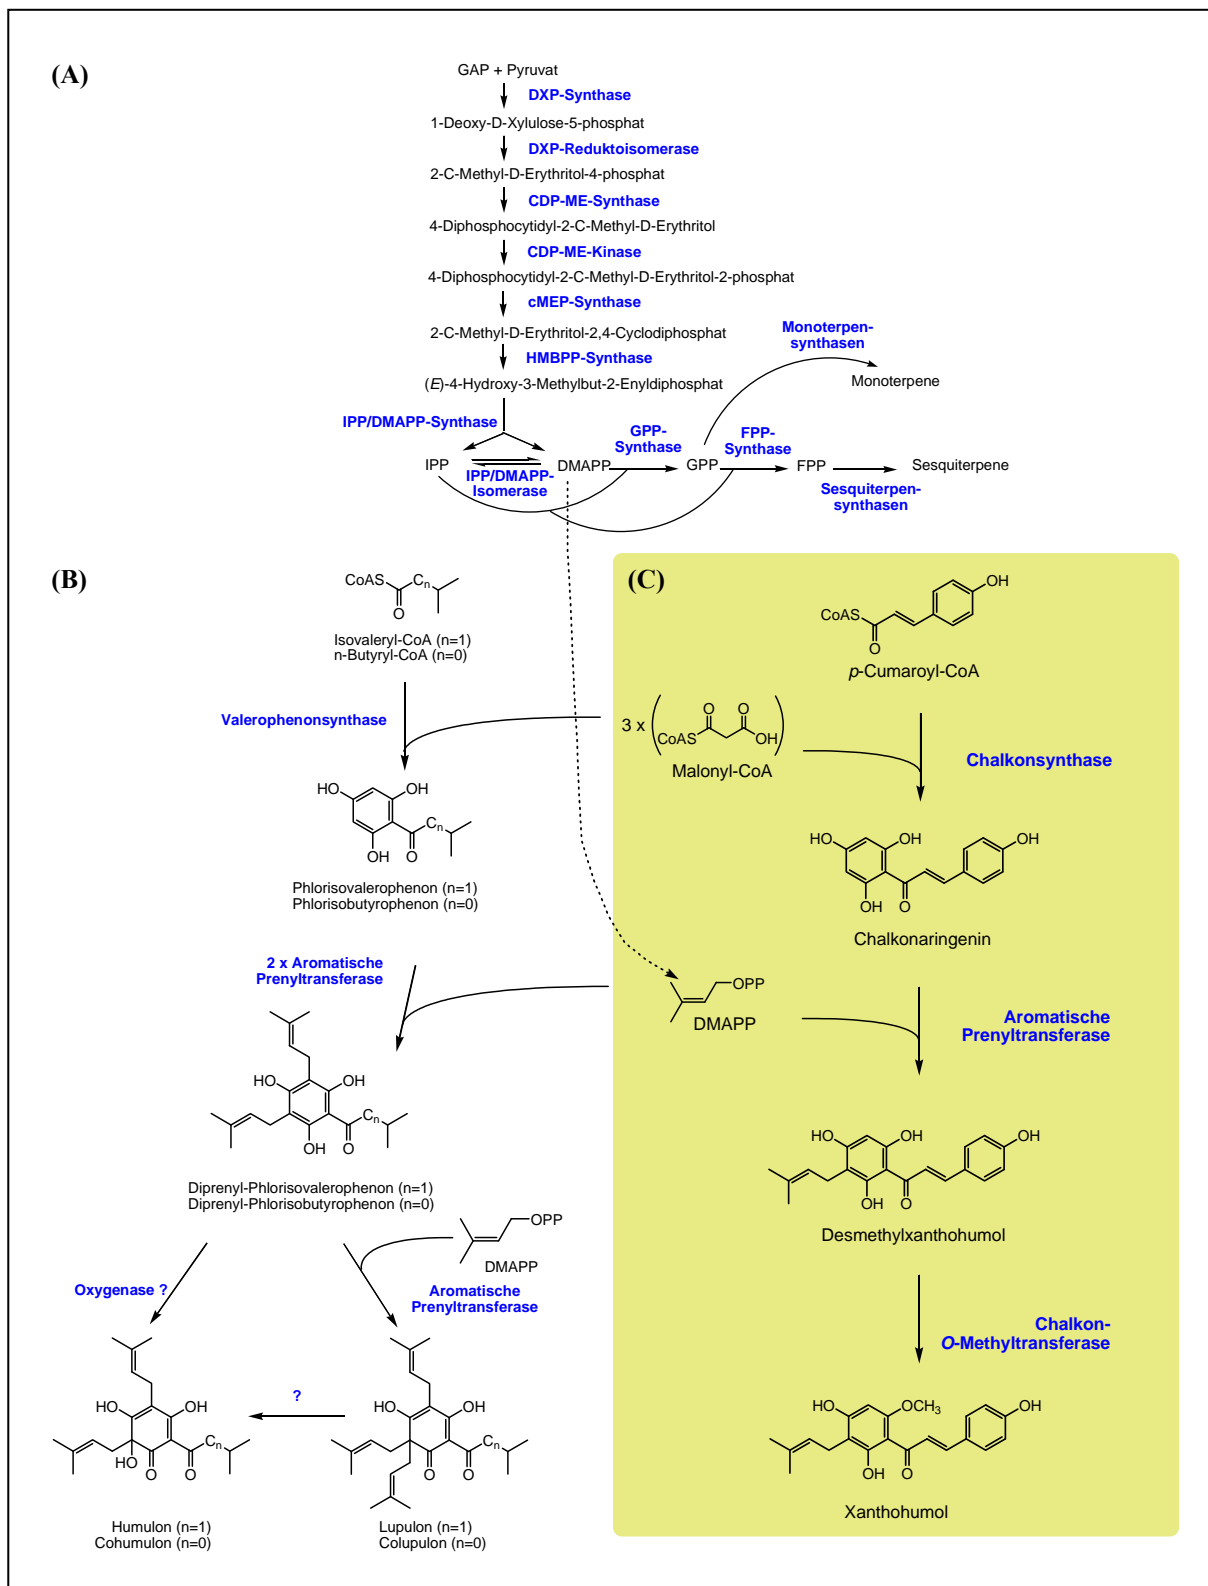 (A)
GAP + Pyruvat
DXP-Synthase
1-Deoxy-D-Xylulose-5-phosphat
DXP-Reduktoisomerase
2-C-Methyl-D-Erythritol-4-phosphat
CDP-ME-Synthase
4-Diphosphocytidyl-2-C-Methyl-D-Erythritol
CDP-ME-Kinase
4-Diphosphocytidyl-2-C-Methyl-D-Erythritol-2-phosphat
cMEP-Synthase
2-C-Methyl-D-Erythritol-2,4-Cyclodiphosphat
HMBPP-Synthase
(E)-4-Hydroxy-3-Methylbut-2-Enyldiphosphat
Monoterpen-
synthasen
Monoterpene
IPP/DMAPP-Synthase
GPP-
Synthase
FPP-
Synthase
IPP
DMAPP
GPP
FPP
Sesquiterpene
IPP/DMAPP-
Isomerase
Sesquiterpen-
synthasen
(B)
CoAS
Cn
O
Isovaleryl-CoA (n=1)
n-Butyryl-CoA (n=0)
Valerophenonsynthase
HO
OH
Cn
OH
O
Phlorisovalerophenon (n=1)
Phlorisobutyrophenon (n=0)
2 x Aromatische
Prenyltransferase
HO
OH
Cn
OH
O
Diprenyl-Phlorisovalerophenon (n=1)
Diprenyl-Phlorisobutyrophenon (n=0)
OPP
DMAPP
Oxygenase ?
Aromatische
Prenyltransferase
HO
OH
Cn
HO
O
O
?
HO
OH
Cn
O
O
Humulon (n=1)
Cohumulon (n=0)
Lupulon (n=1)
Colupulon (n=0)
(C)
OH
CoAS
O
p-Cumaroyl-CoA
3 x
O
O
CoAS
OH
Malonyl-CoA
Chalkonsynthase
HO
OH
OH
OH
O
Chalkonaringenin
OPP
DMAPP
Aromatische
Prenyltransferase
HO
OH
OH
OH
O
Desmethylxanthohumol
Chalkon-
O-Methyltransferase
HO
OCH3
OH
OH
O
Xanthohumol